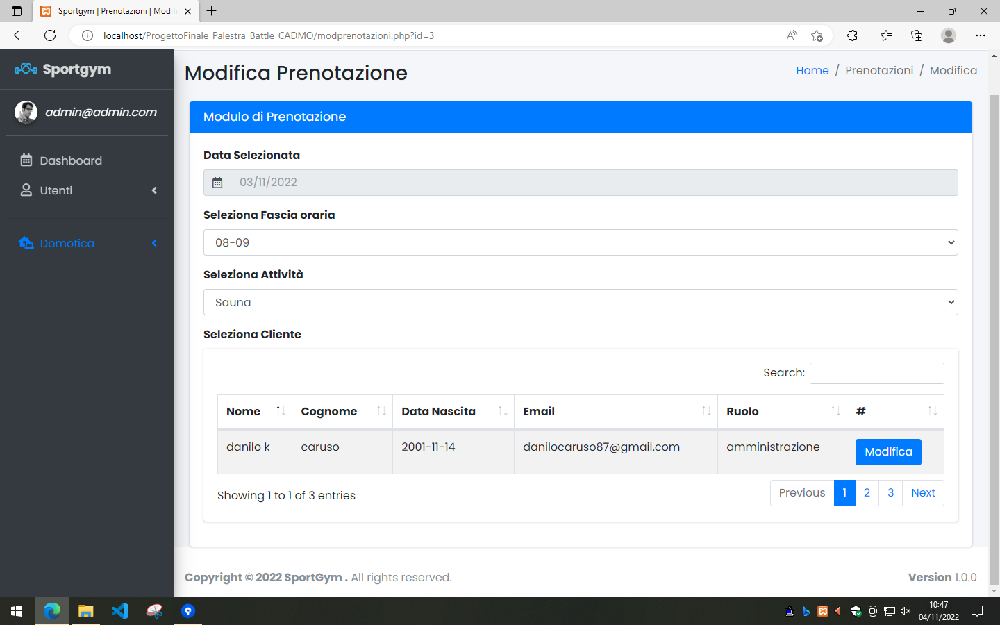 Sportgym | Prenotazioni | Modifi
localhost/ProgettoFinale_Palestra_Battle_CADMO/modprenotazioni.php?id=3
Sportgym
admin@admin.com
Dashboard
Utenti
Domotica
Modifica Prenotazione
Home / Prenotazioni / Modifica
Modulo di Prenotazione
Data Selezionata
03/11/2022
Seleziona Fascia oraria
08-09
Seleziona Attività
Sauna
Seleziona Cliente
Search:
Nome Cognome Data Nascita Email Ruolo #
danilo k caruso 2001-11-14 danilocaruso87@gmail.com amministrazione Modifica
Showing 1 to 1 of 3 entries
Previous 1 2 3 Next
Copyright © 2022 SportGym . All rights reserved.
Version 1.0.0
10:47
04/11/2022